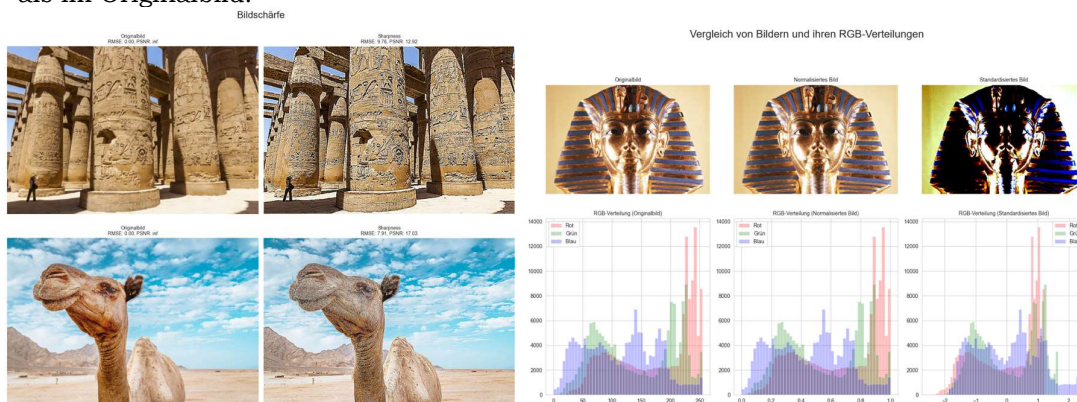 als im Originalbild.
Bildschärfe
Originalbild
RMSE: 0.00, PSNR: inf
Sharpness
RMSE: 9.76, PSNR: 12.92
Originalbild
RMSE: 0.00, PSNR: inf
Sharpness
RMSE: 7.91, PSNR: 17.03
Vergleich von Bildern und ihren RGB-Verteilungen
Originalbild
Normalisiertes Bild
Standardisiertes Bild
RGB-Verteilung (Originalbild)
14000
12000
10000
8000
6000
4000
2000
0
Rot
Grün
Blau
0 50 100 150 200 250
RGB-Verteilung (Normalisiertes Bild)
14000
12000
10000
8000
6000
4000
2000
0
Rot
Grün
Blau
0.0 0.2 0.4 0.6 0.8 1.0
RGB-Verteilung (Standardisiertes Bild)
14000
12000
10000
8000
6000
4000
2000
0
Rot
Grün
Blau
−2 −1 0 1 2